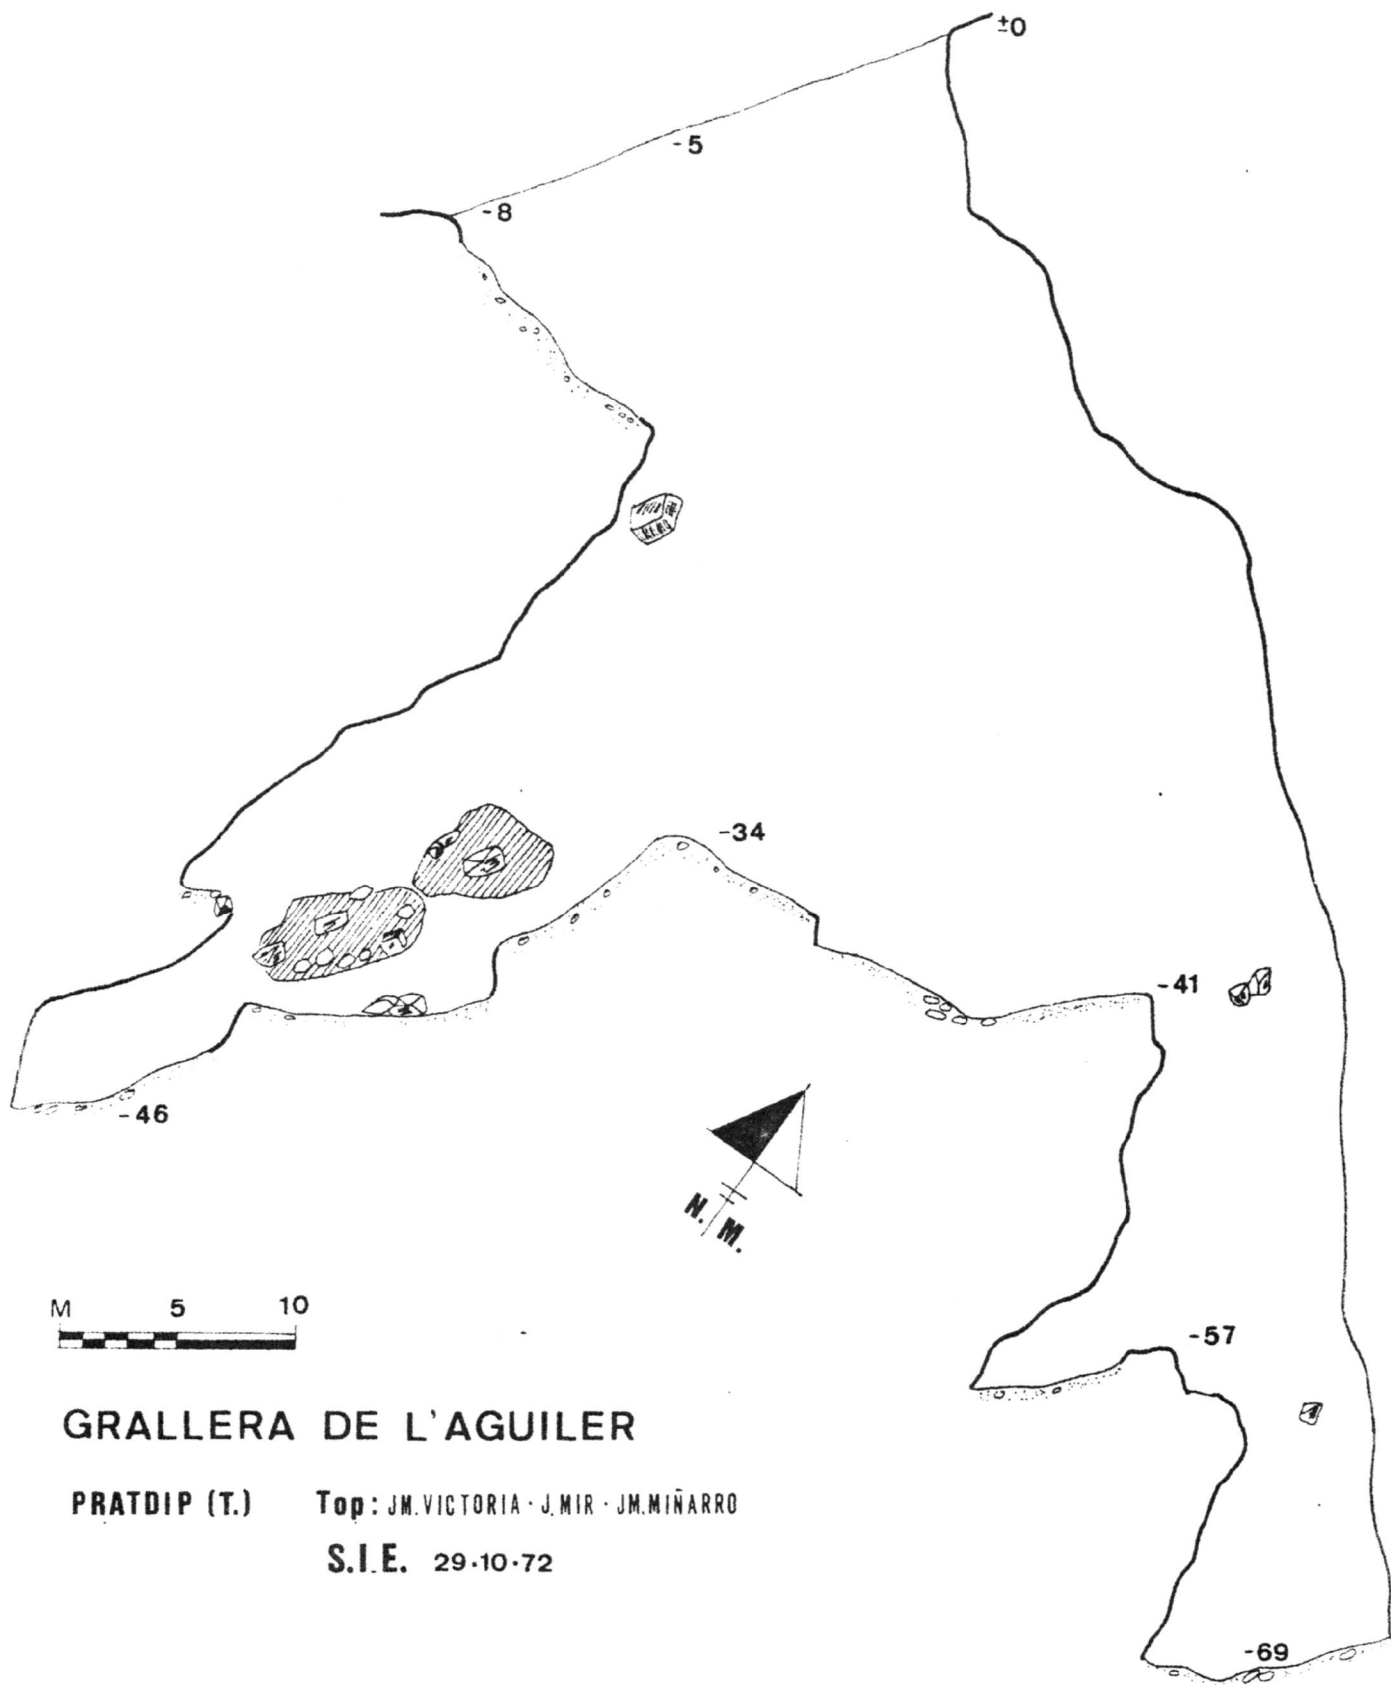 ±0
-5
-8
-34
-41
-46
N. M.
M 5 10
-57
GRALLERA DE L'AGUILER
PRATDIP (T.) Top: JM. VICTORIA · J. MIR · JM. MIÑARRO
S.I.E. 29·10·72
-69